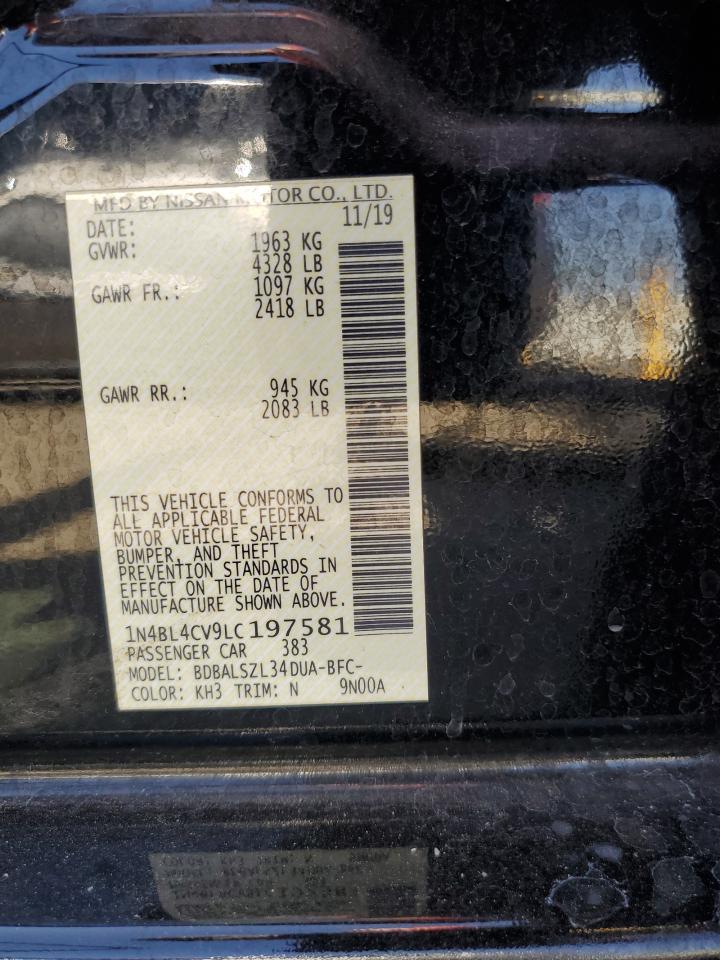 MFD BY NISSAN MOTOR CO., LTD.
DATE: 11/19
GVWR: 1963 KG
4328 LB
GAWR FR.: 1097 KG
2418 LB
GAWR RR.: 945 KG
2083 LB
THIS VEHICLE CONFORMS TO
ALL APPLICABLE FEDERAL
MOTOR VEHICLE SAFETY,
BUMPER, AND THEFT
PREVENTION STANDARDS IN
EFFECT ON THE DATE OF
MANUFACTURE SHOWN ABOVE.
1N4BL4CV9LC197581
PASSENGER CAR 383
MODEL: BDBALSZL34DUA-BFC-
COLOR: KH3 TRIM: N 9N00A